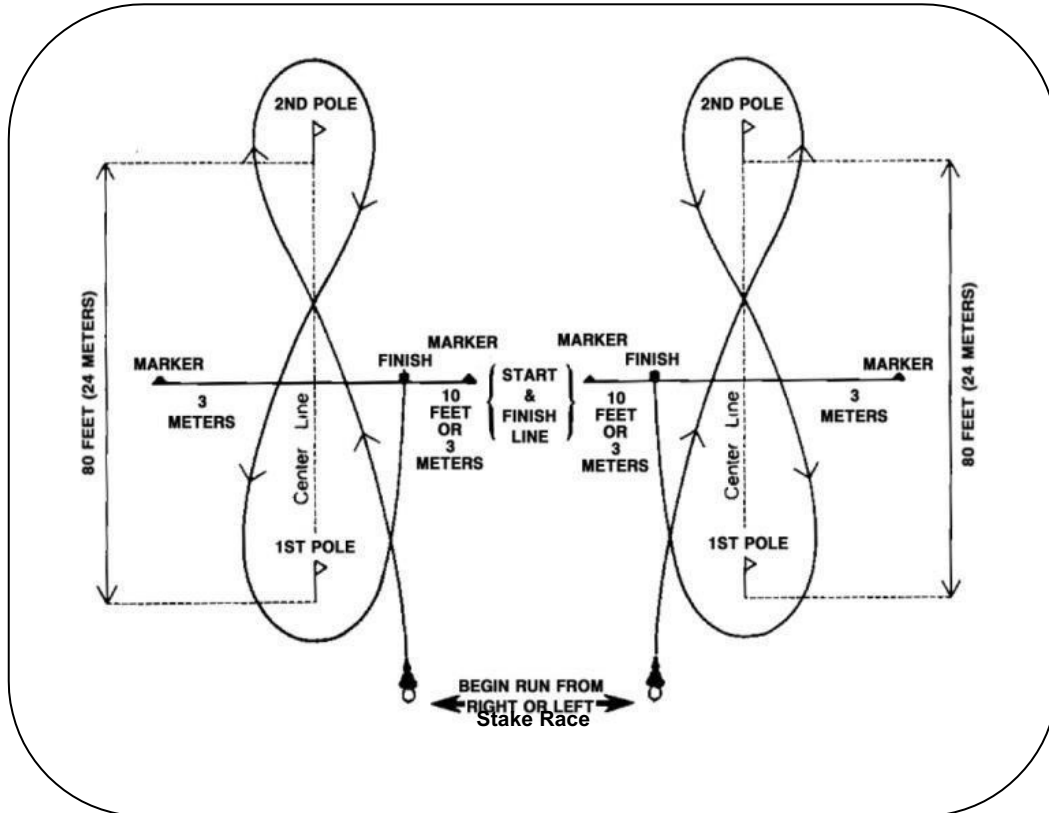 2ND POLE
2ND POLE
80 FEET (24 METERS)
80 FEET (24 METERS)
MARKER
3
METERS
FINISH
MARKER
10
FEET
OR
3
METERS
START
&
FINISH
LINE
MARKER
10
FEET
OR
3
METERS
FINISH
MARKER
3
METERS
Center Line
Center Line
1ST POLE
1ST POLE
BEGIN RUN FROM
RIGHT OR LEFT
Stake Race